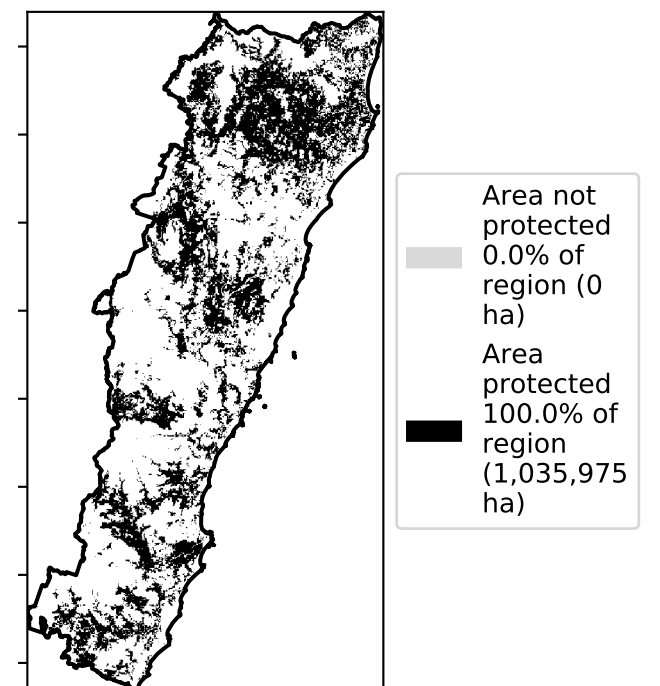 Area not
protected
0.0% of
region (0
ha)
Area
protected
100.0% of
region
(1,035,975
ha)